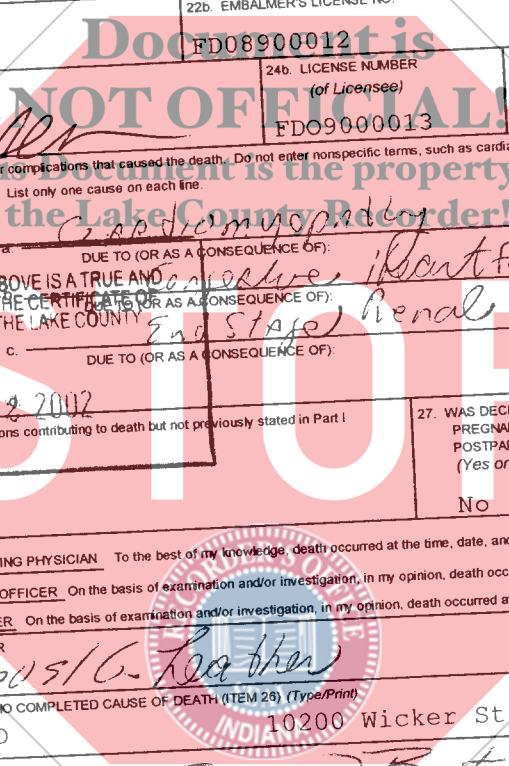 22b. EMBALMER'S LICENSE NO.
Document is
FD08900012
24b. LICENSE NUMBER
(of Licensee)
NOT OFFICIAL!
FDO9000013
r complications that caused the death. Do not enter nonspecific terms, such as cardia
Document is the property
List only one cause on each line.
the Lake County Recorder!
a. Cardiomyopathy
DUE TO (OR AS A CONSEQUENCE OF):
BOVE IS A TRUE AND
Congestive Heart F
THE CERTIFICATE OF
DUE TO (OR AS A CONSEQUENCE OF):
THE LAKE COUNTY
End Stage Renal
c.
DUE TO (OR AS A CONSEQUENCE OF):
2002
STOP
ons contributing to death but not previously stated in Part I
27. WAS DECE
PREGNA
POSTPA
(Yes or
No
ING PHYSICIAN To the best of my knowledge, death occurred at the time, date, and
OFFICER On the basis of examination and/or investigation, in my opinion, death occ
ER On the basis of examination and/or investigation, in my opinion, death occurred a
RECORDER'S OFFICE
R
IO COMPLETED CAUSE OF DEATH (ITEM 26) (Type/Print)
10200 Wicker St
INDIANA